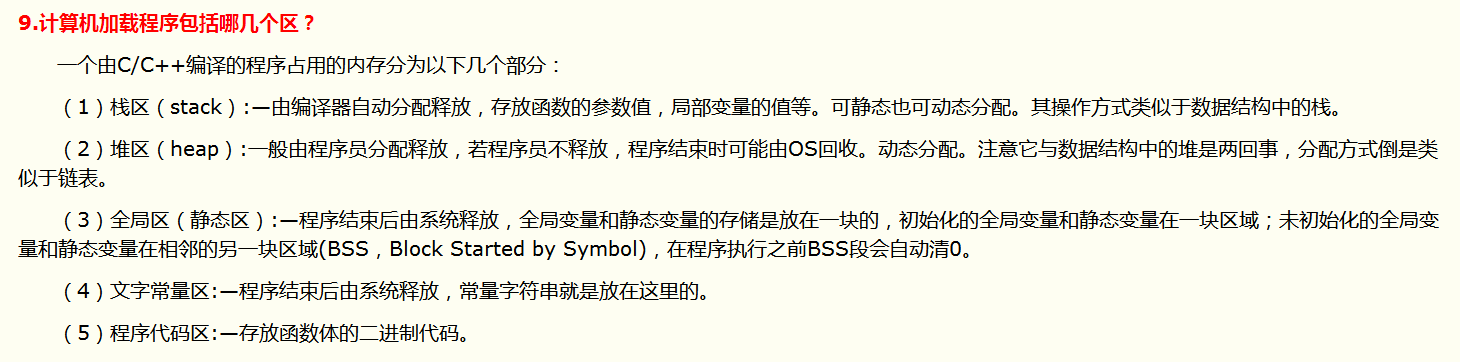 9.计算机加载程序包括哪几个区？
一个由C/C++编译的程序占用的内存分为以下几个部分：
（1）栈区（stack）:—由编译器自动分配释放，存放函数的参数值，局部变量的值等。可静态也可动态分配。其操作方式类似于数据结构中的栈。
（2）堆区（heap）:一般由程序员分配释放，若程序员不释放，程序结束时可能由OS回收。动态分配。注意它与数据结构中的堆是两回事，分配方式倒是类
似于链表。
（3）全局区（静态区）:—程序结束后由系统释放，全局变量和静态变量的存储是放在一块的，初始化的全局变量和静态变量在一块区域；未初始化的全局变
量和静态变量在相邻的另一块区域(BSS，Block Started by Symbol)，在程序执行之前BSS段会自动清0。
（4）文字常量区:—程序结束后由系统释放，常量字符串就是放在这里的。
（5）程序代码区:—存放函数体的二进制代码。